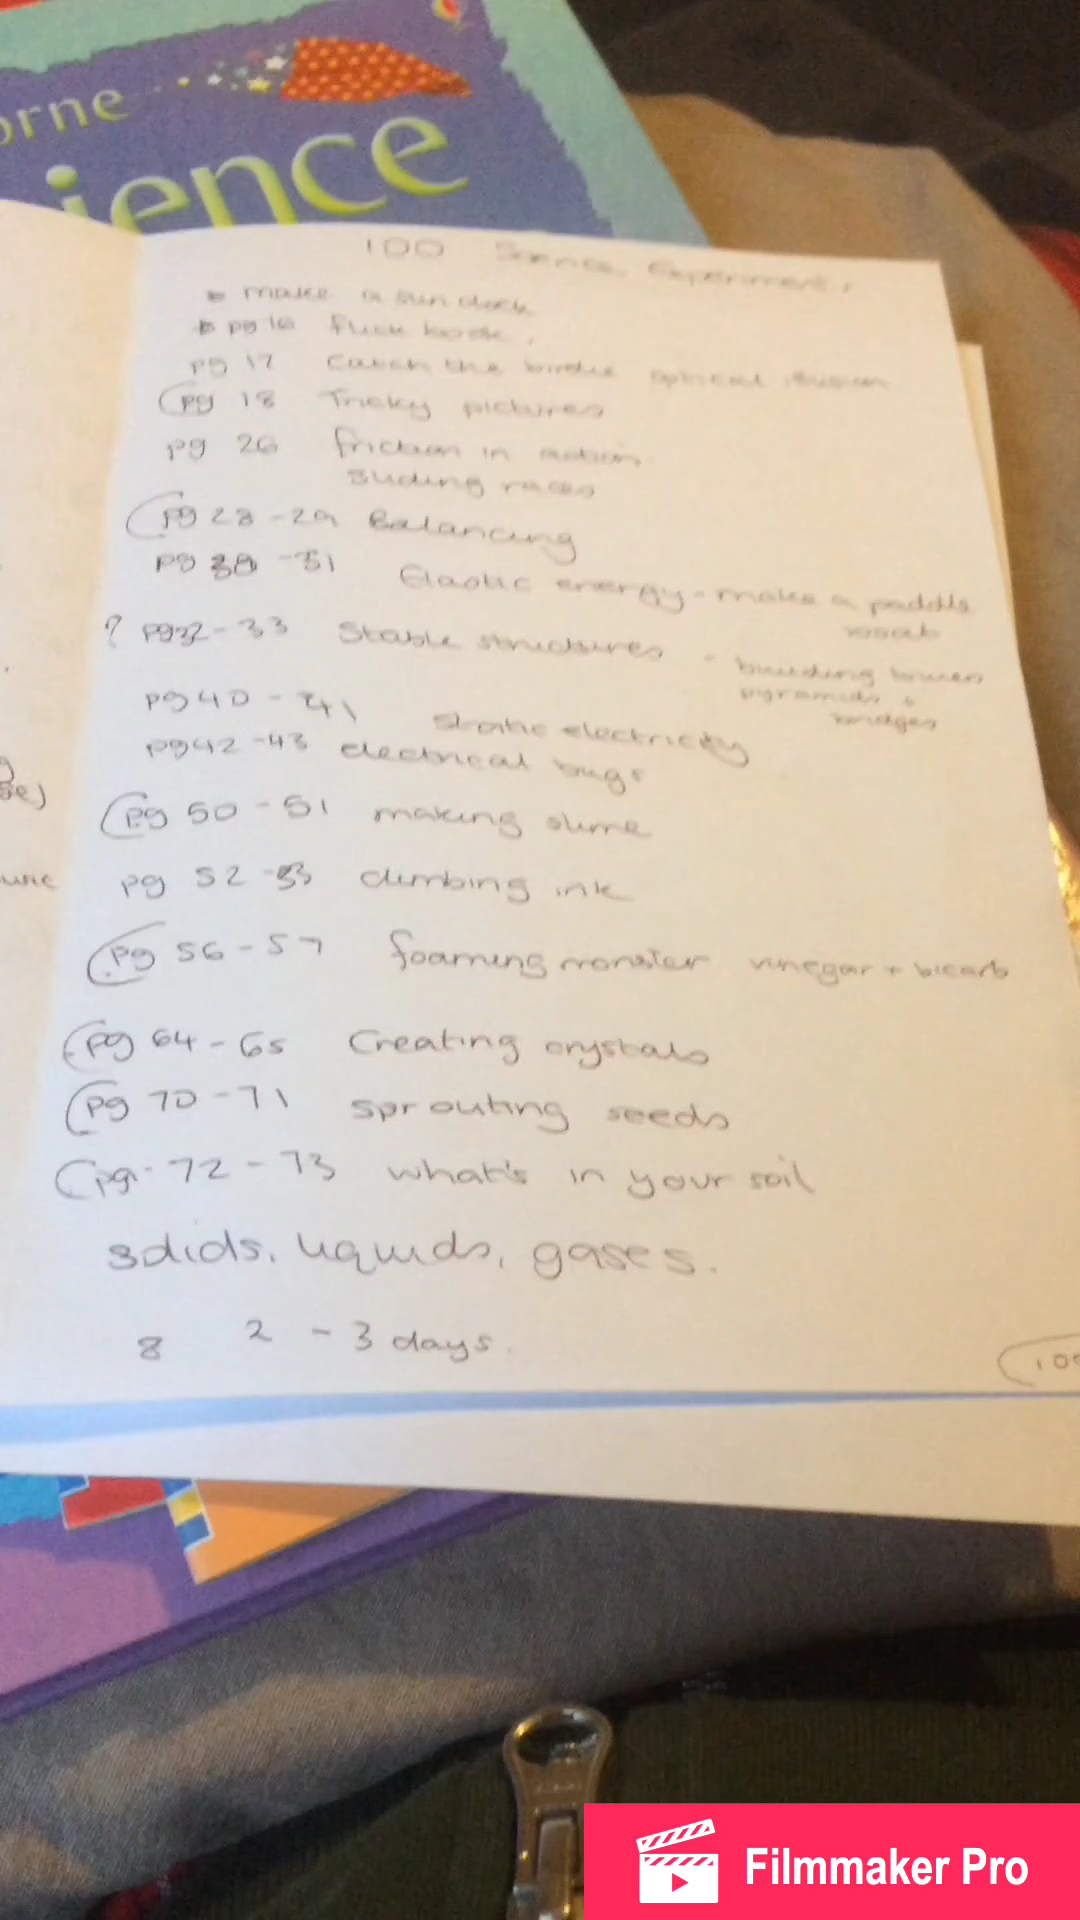 orne
ience
100 Science Experiments
make a sun clock
pg 16 flick book.
pg 17 catch the birdie optical illusion
pg 18 Tricky pictures
pg 26 friction in action
sliding races
pg 28-29 Balancing
pg 30-31 Elastic energy - make a paddle boat
? pg 32-33 Stable structures - building towers pyramids + bridges
pg 40-41 static electricity
pg 42-43 electrical bugs
pg 50-51 making slime
pg 52-53 climbing ink
pg 56-57 foaming monster vinegar + bicarb
pg 64-65 Creating crystals
pg 70-71 sprouting seeds
pg. 72-73 what's in your soil
solids, liquids, gases.
8 2-3 days.
100
Filmmaker Pro